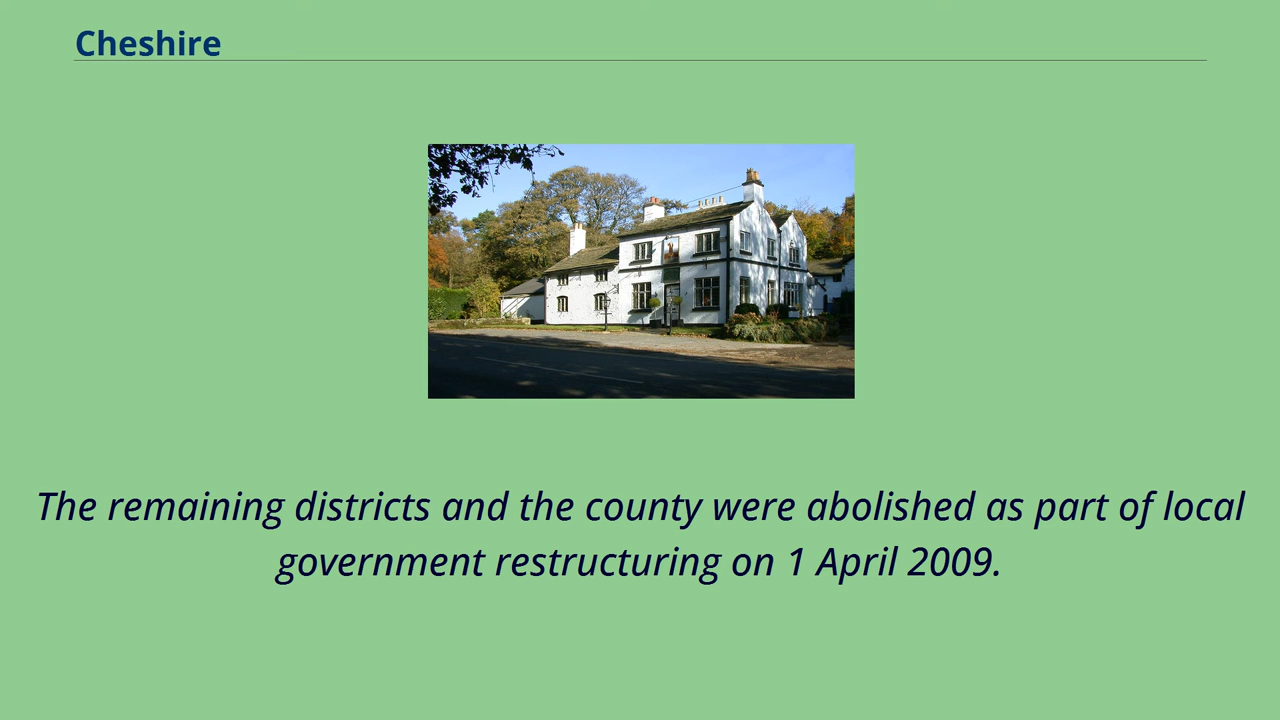 Cheshire
The remaining districts and the county were abolished as part of local
government restructuring on 1 April 2009.